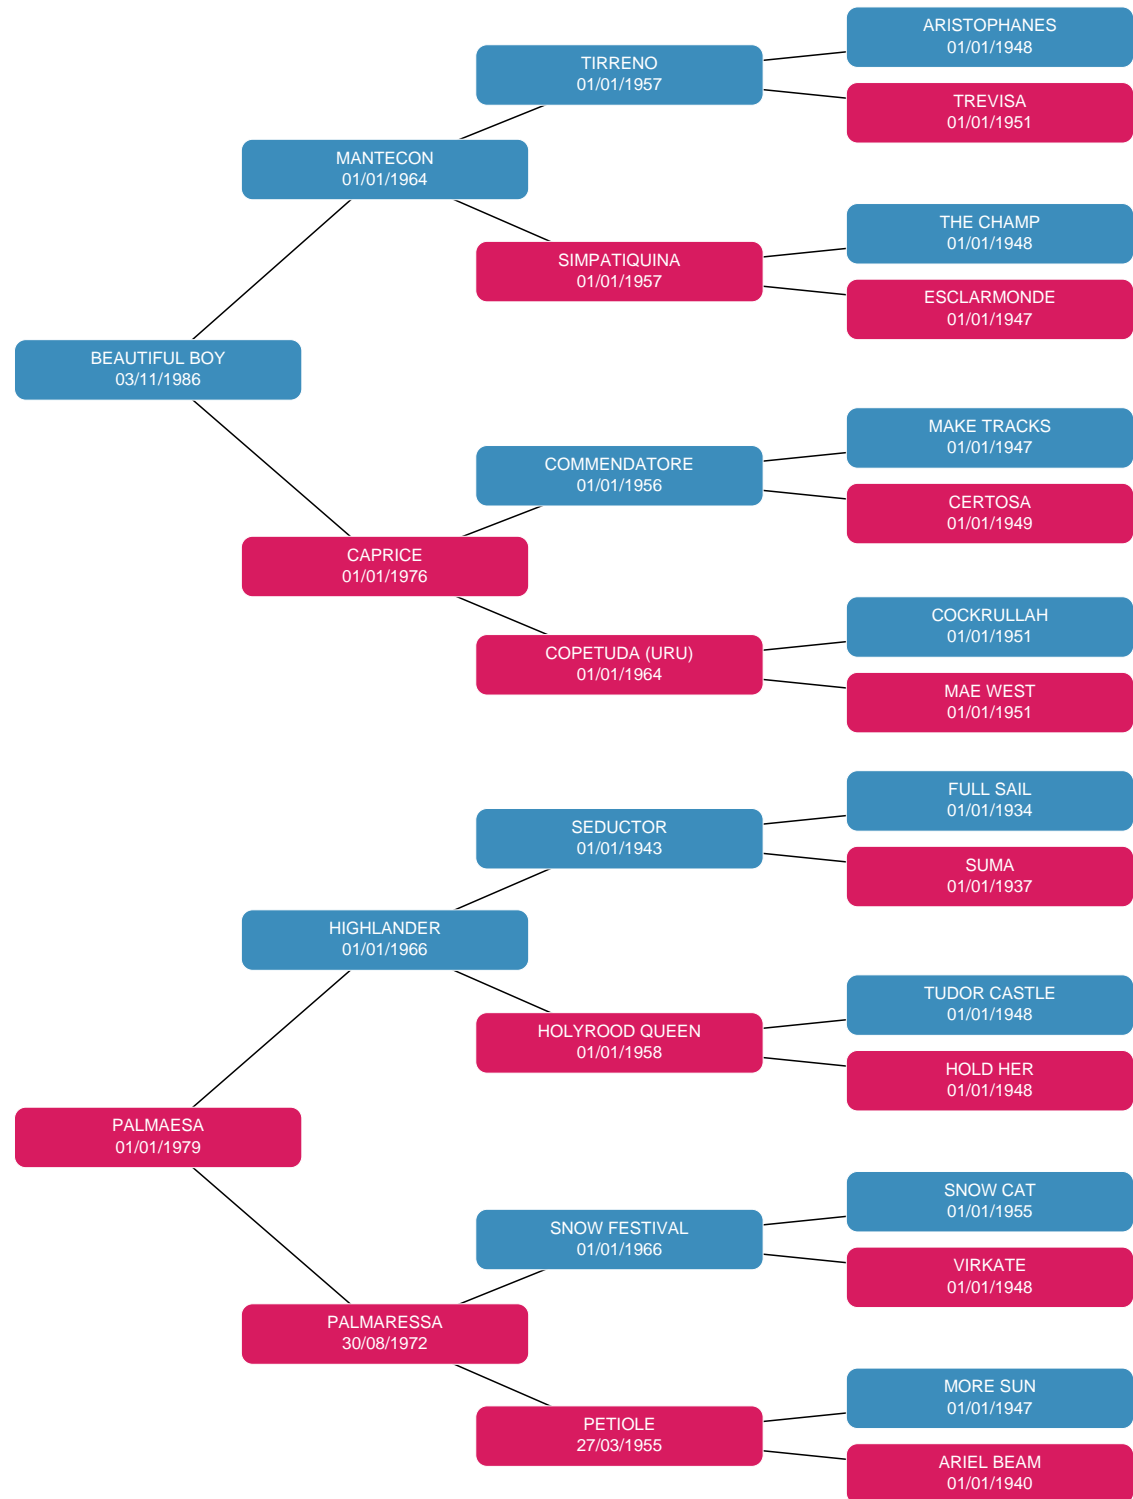 ARISTOPHANES
01/01/1948
TIRRENO
01/01/1957
TREVISA
01/01/1951
MANTECON
01/01/1964
THE CHAMP
01/01/1948
SIMPATIQUINA
01/01/1957
ESCLARMONDE
01/01/1947
BEAUTIFUL BOY
03/11/1986
MAKE TRACKS
01/01/1947
COMMENDATORE
01/01/1956
CERTOSA
01/01/1949
CAPRICE
01/01/1976
COCKRULLAH
01/01/1951
COPETUDA (URU)
01/01/1964
MAE WEST
01/01/1951
FULL SAIL
01/01/1934
SEDUCTOR
01/01/1943
SUMA
01/01/1937
HIGHLANDER
01/01/1966
TUDOR CASTLE
01/01/1948
HOLYROOD QUEEN
01/01/1958
HOLD HER
01/01/1948
PALMAESA
01/01/1979
SNOW CAT
01/01/1955
SNOW FESTIVAL
01/01/1966
VIRKATE
01/01/1948
PALMARESSA
30/08/1972
MORE SUN
01/01/1947
PETIOLE
27/03/1955
ARIEL BEAM
01/01/1940